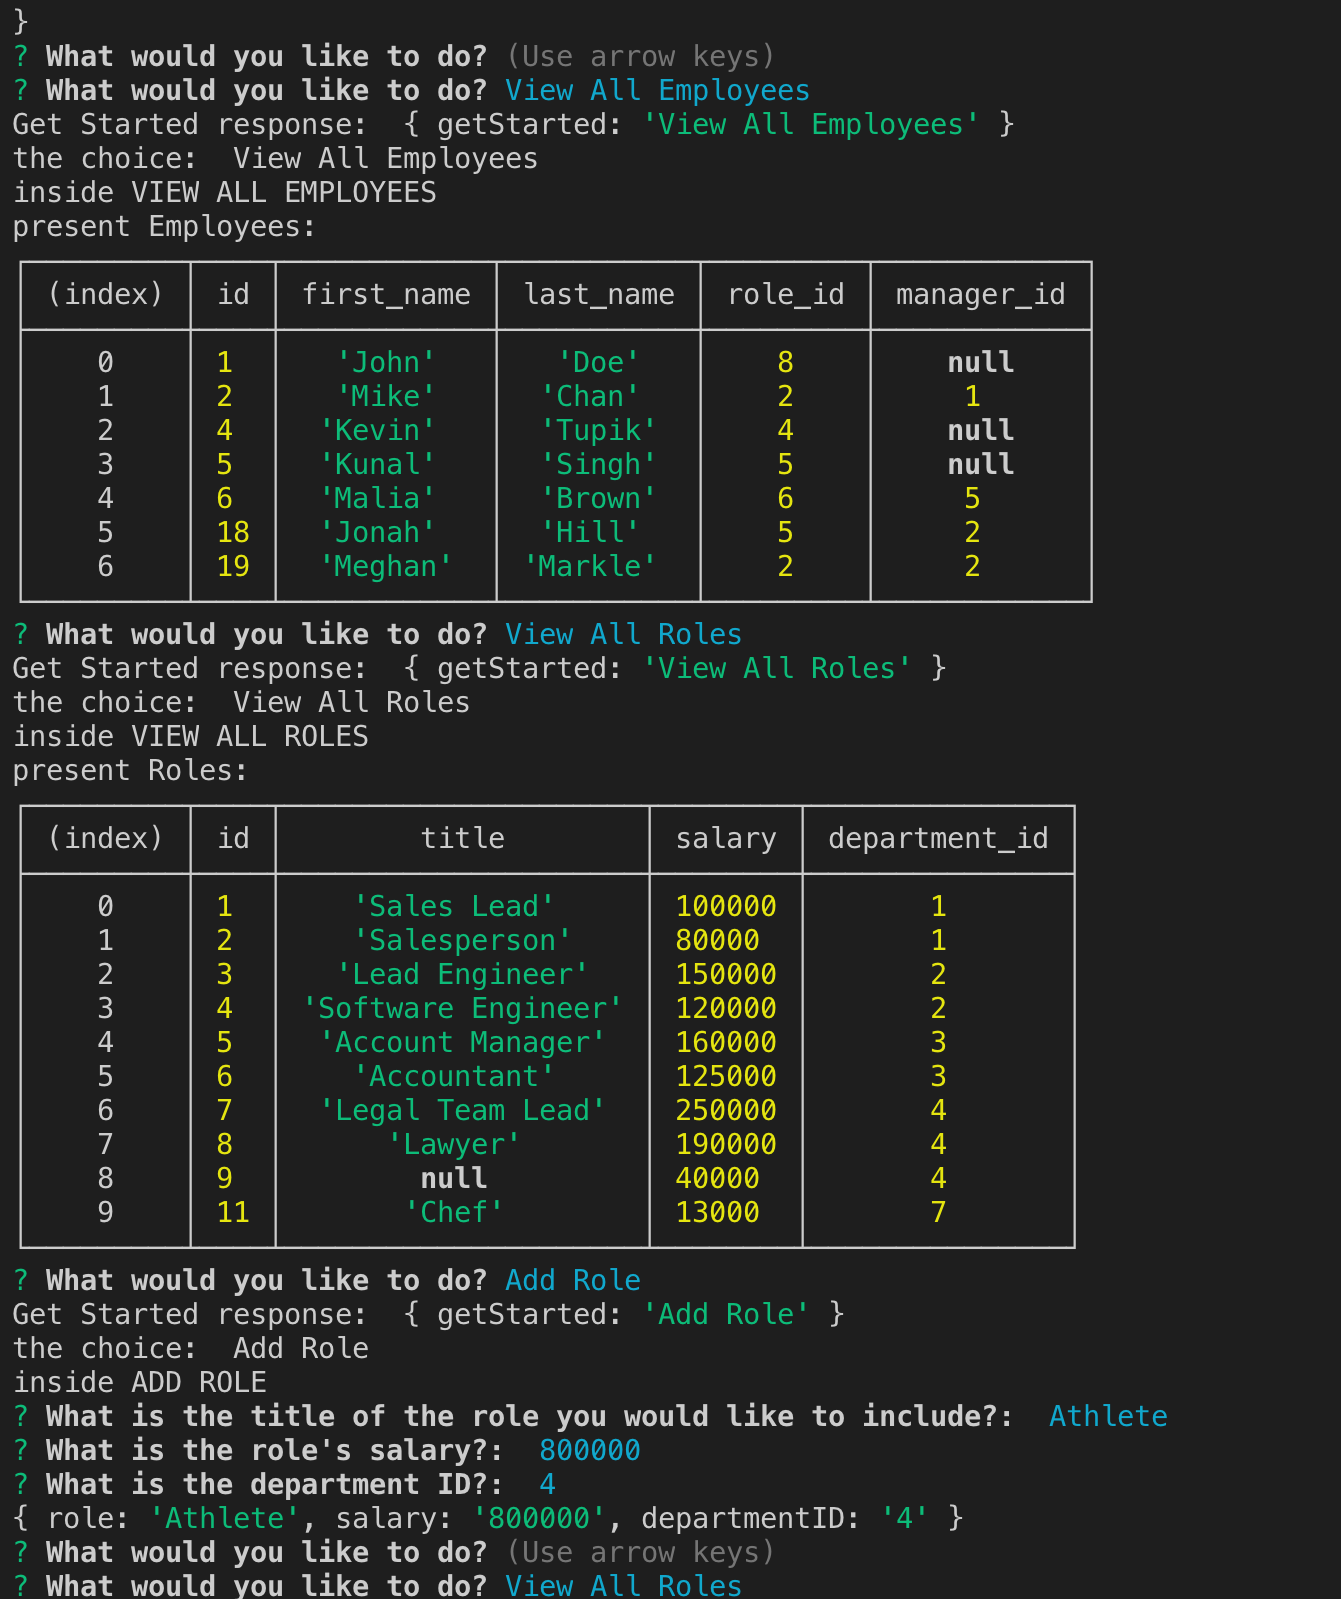 }
? What would you like to do? (Use arrow keys)
? What would you like to do? View All Employees
Get Started response:  { getStarted: 'View All Employees' }
the choice:  View All Employees
inside VIEW ALL EMPLOYEES
present Employees:
(index) id first_name last_name role_id manager_id
0 1 'John' 'Doe' 8 null
1 2 'Mike' 'Chan' 2 1
2 4 'Kevin' 'Tupik' 4 null
3 5 'Kunal' 'Singh' 5 null
4 6 'Malia' 'Brown' 6 5
5 18 'Jonah' 'Hill' 5 2
6 19 'Meghan' 'Markle' 2 2
? What would you like to do? View All Roles
Get Started response:  { getStarted: 'View All Roles' }
the choice:  View All Roles
inside VIEW ALL ROLES
present Roles:
(index) id title salary department_id
0 1 'Sales Lead' 100000 1
1 2 'Salesperson' 80000 1
2 3 'Lead Engineer' 150000 2
3 4 'Software Engineer' 120000 2
4 5 'Account Manager' 160000 3
5 6 'Accountant' 125000 3
6 7 'Legal Team Lead' 250000 4
7 8 'Lawyer' 190000 4
8 9 null 40000 4
9 11 'Chef' 13000 7
? What would you like to do? Add Role
Get Started response:  { getStarted: 'Add Role' }
the choice:  Add Role
inside ADD ROLE
? What is the title of the role you would like to include?:  Athlete
? What is the role's salary?:  800000
? What is the department ID?:  4
{ role: 'Athlete', salary: '800000', departmentID: '4' }
? What would you like to do? (Use arrow keys)
? What would you like to do? View All Roles